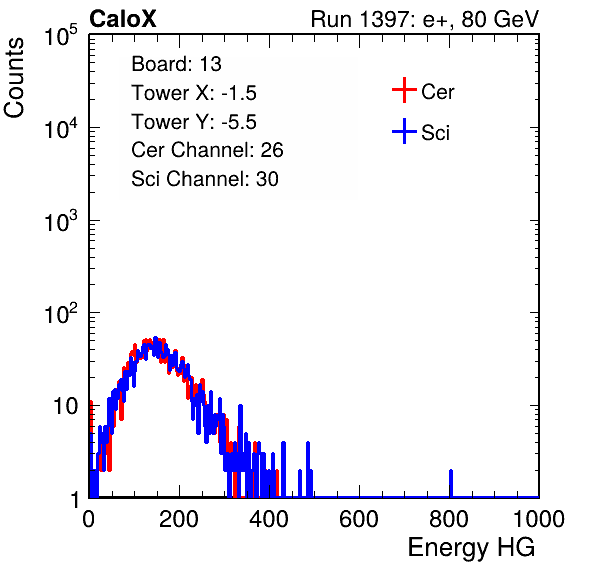 CaloX Run 1397: e+, 80 GeV
Counts
10^5
10^4
10^3
10^2
10
1
Board: 13
Tower X: -1.5
Tower Y: -5.5
Cer Channel: 26
Sci Channel: 30
Cer
Sci
0 200 400 600 800 1000
Energy HG